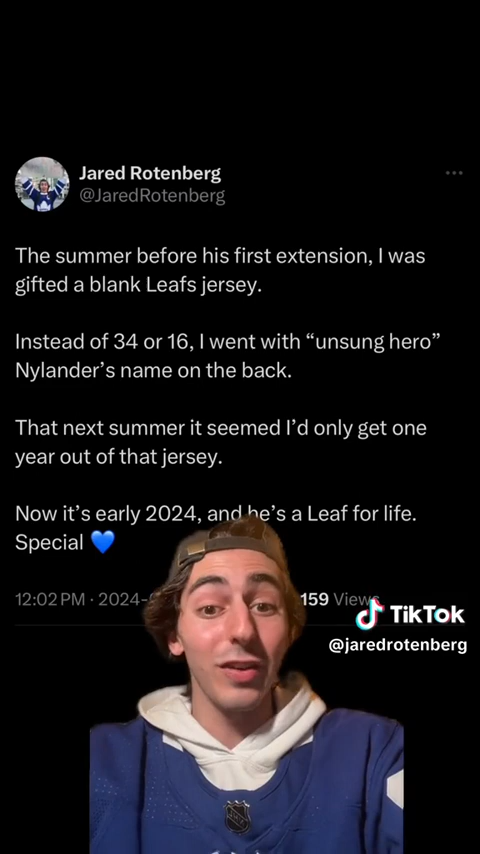 Jared Rotenberg
@JaredRotenberg
The summer before his first extension, I was
gifted a blank Leafs jersey.
Instead of 34 or 16, I went with “unsung hero”
Nylander’s name on the back.
That next summer it seemed I’d only get one
year out of that jersey.
Now it’s early 2024, and he’s a Leaf for life.
Special 💙
12:02 PM · 2024- 159 Views
TikTok
@jaredrotenberg
NHL